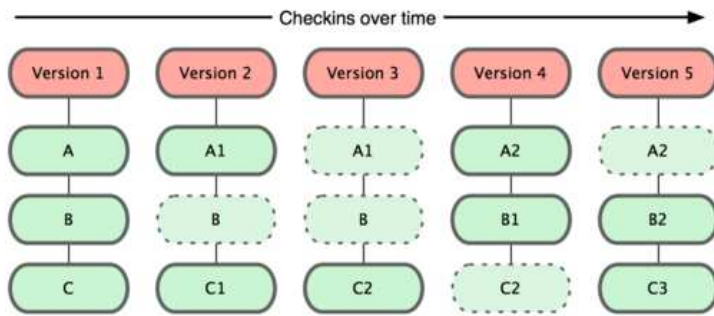 Checkins over time
Version 1 Version 2 Version 3 Version 4 Version 5
A A1 A1 A2 A2
B B B B1 B2
C C1 C2 C2 C3